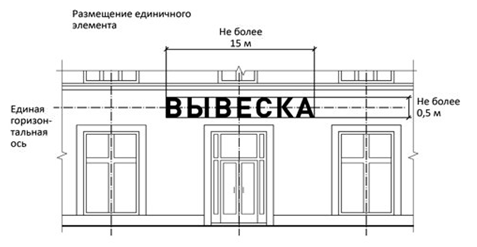 Размещение единичного
элемента
Не более
15 м
ВЫВЕСКА
Единая
горизон-
тальная
ось
Не более
0,5 м